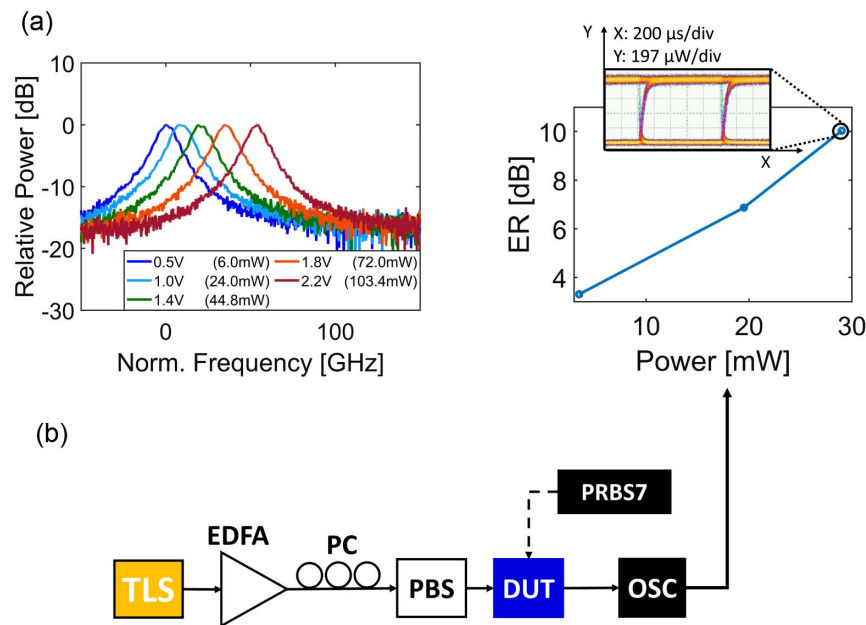 (a)
10
0
-10
-20
-30
Relative Power [dB]
0.5V (6.0mW) 1.8V (72.0mW)
1.0V (24.0mW) 2.2V (103.4mW)
1.4V (44.8mW)
0 100
Norm. Frequency [GHz]
Y X: 200 µs/div
Y: 197 µW/div
X
10
8
6
4
ER [dB]
10 20 30
Power [mW]
(b)
PRBS7
EDFA
PC
TLS
PBS
DUT
OSC